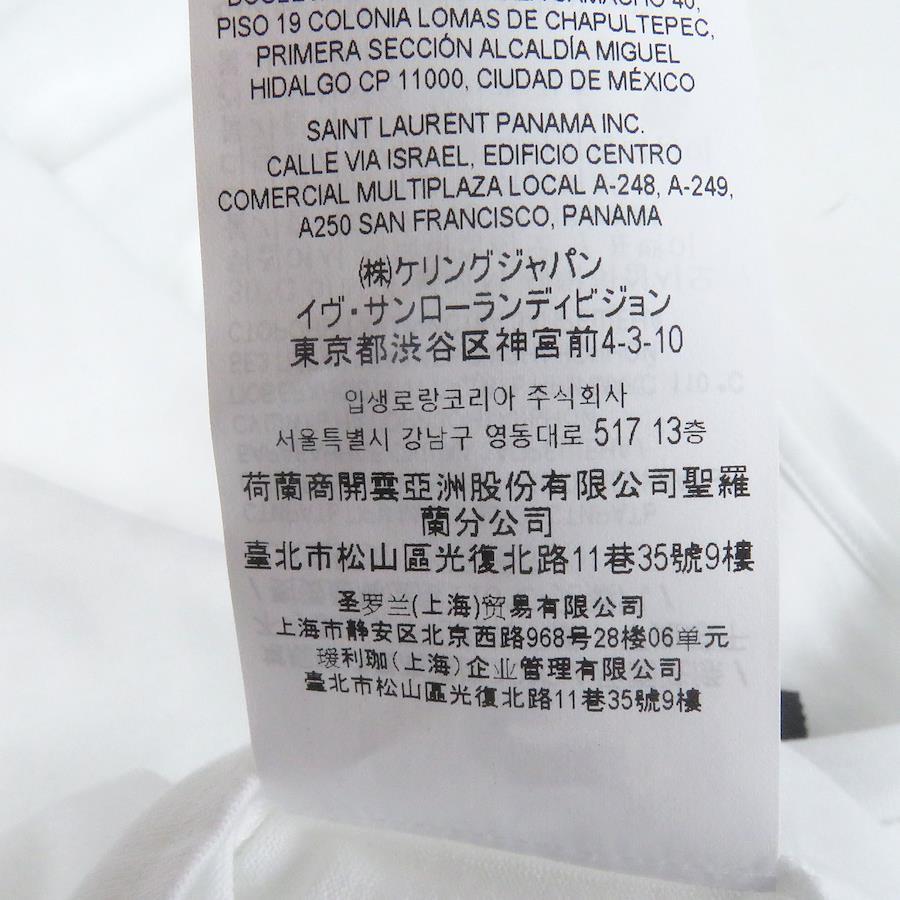 PISO 19 COLONIA LOMAS DE CHAPULTEPEC,
PRIMERA SECCIÓN ALCALDÍA MIGUEL
HIDALGO CP 11000, CIUDAD DE MÉXICO
SAINT LAURENT PANAMA INC.
CALLE VIA ISRAEL, EDIFICIO CENTRO
COMERCIAL MULTIPLAZA LOCAL A-248, A-249,
A250 SAN FRANCISCO, PANAMA
㈱ケリングジャパン
イヴ・サンローランディビジョン
東京都渋谷区神宮前4-3-10
입생로랑코리아 주식회사
서울특별시 강남구 영동대로 517 13층
荷蘭商開雲亞洲股份有限公司聖羅
蘭分公司
臺北市松山區光復北路11巷35號9樓
圣罗兰(上海)贸易有限公司
上海市静安区北京西路968号28楼06单元
瑷利珈(上海)企业管理有限公司
臺北市松山區光復北路11巷35號9樓